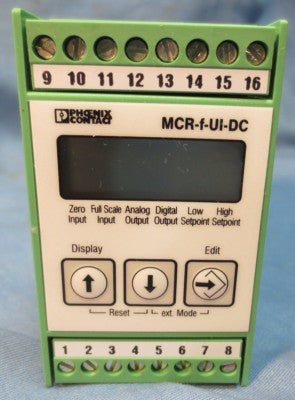 9 10 11 12 13 14 15 16
PHŒNIX
CONTACT
MCR-f-UI-DC
Zero Input Full Scale Input Analog Output Digital Output Low Setpoint High Setpoint
Display Edit
Reset ext. Mode
1 2 3 4 5 6 7 8